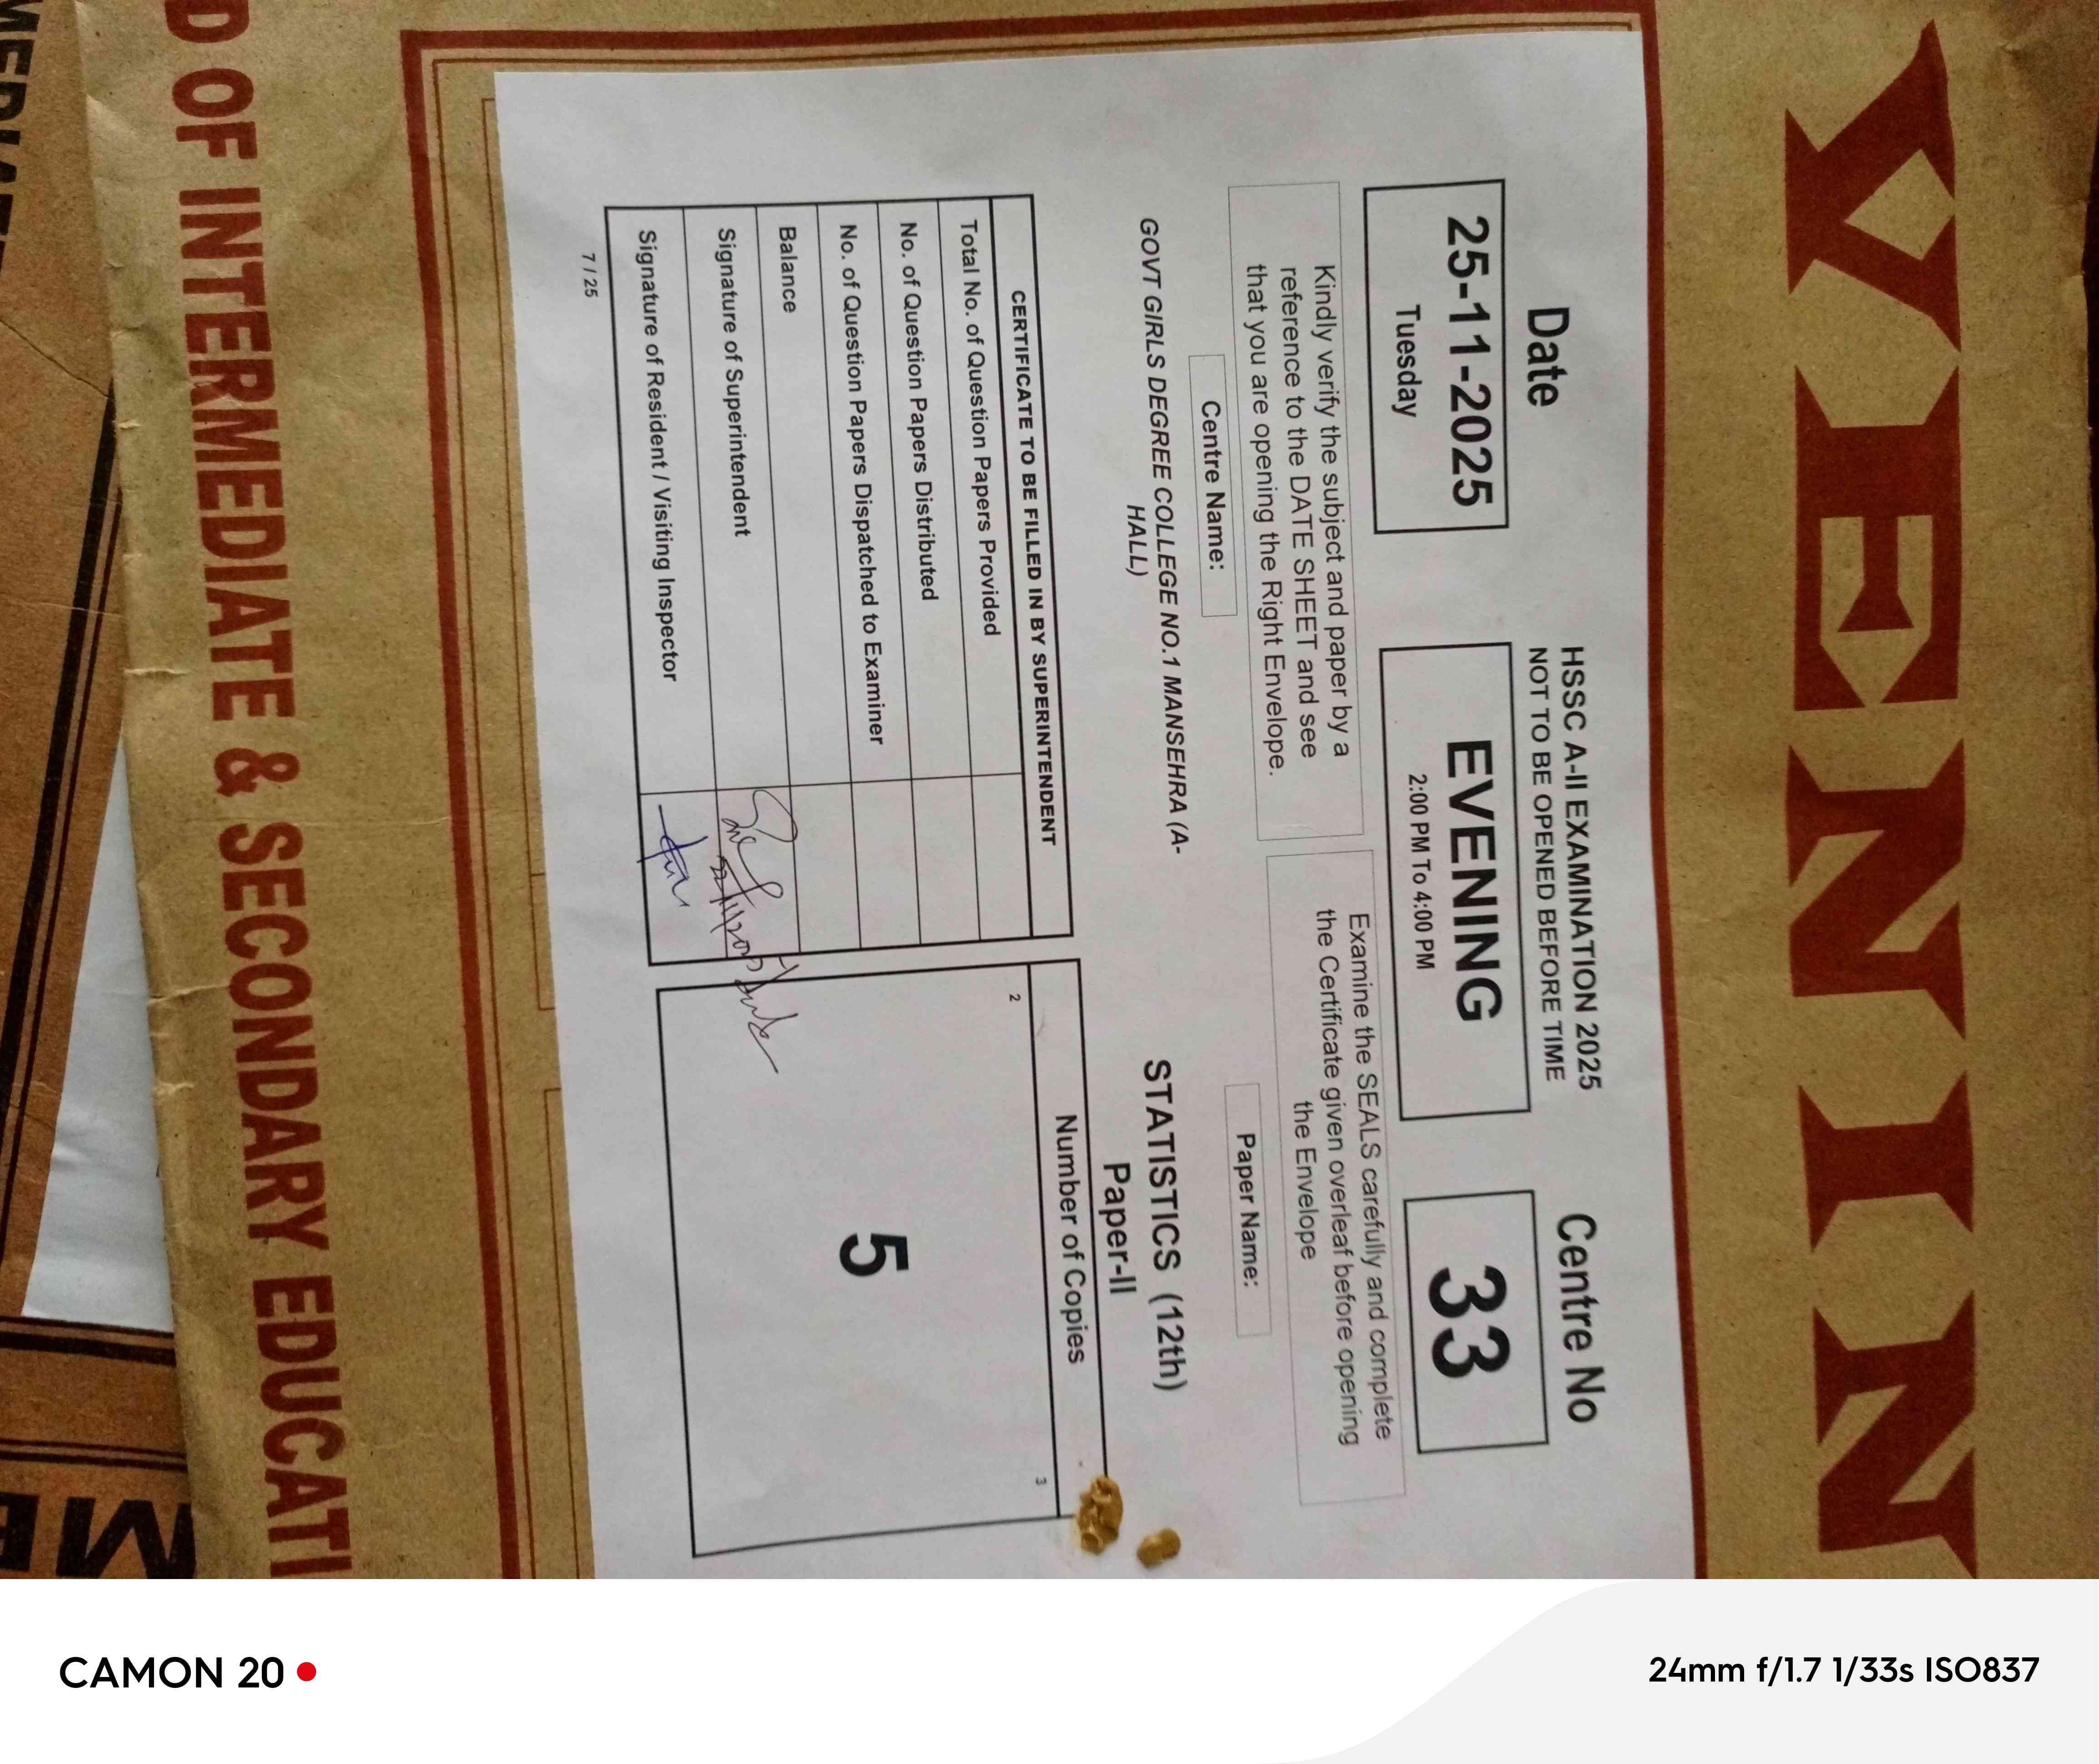 VENIN
Date
25-11-2025
Tuesday
HSSC A-II EXAMINATION 2025
NOT TO BE OPENED BEFORE TIME
EVENING
2:00 PM To 4:00 PM
Centre No
33
Kindly verify the subject and paper by a
reference to the DATE SHEET and see
that you are opening the Right Envelope.
Examine the SEALS carefully and complete
the Certificate given overleaf before opening
the Envelope
Centre Name:
GOVT GIRLS DEGREE COLLEGE NO.1 MANSEHRA (A-
HALL)
Paper Name:
STATISTICS (12th)
Paper-II
CERTIFICATE TO BE FILLED IN BY SUPERINTENDENT
Total No. of Question Papers Provided
No. of Question Papers Distributed
No. of Question Papers Dispatched to Examiner
Balance
Signature of Superintendent
Signature of Resident / Visiting Inspector
7 / 25
Number of Copies
2
3
5
D OF INTERMEDIATE & SECONDARY EDUCATI
CAMON 20
24mm f/1.7 1/33s ISO837